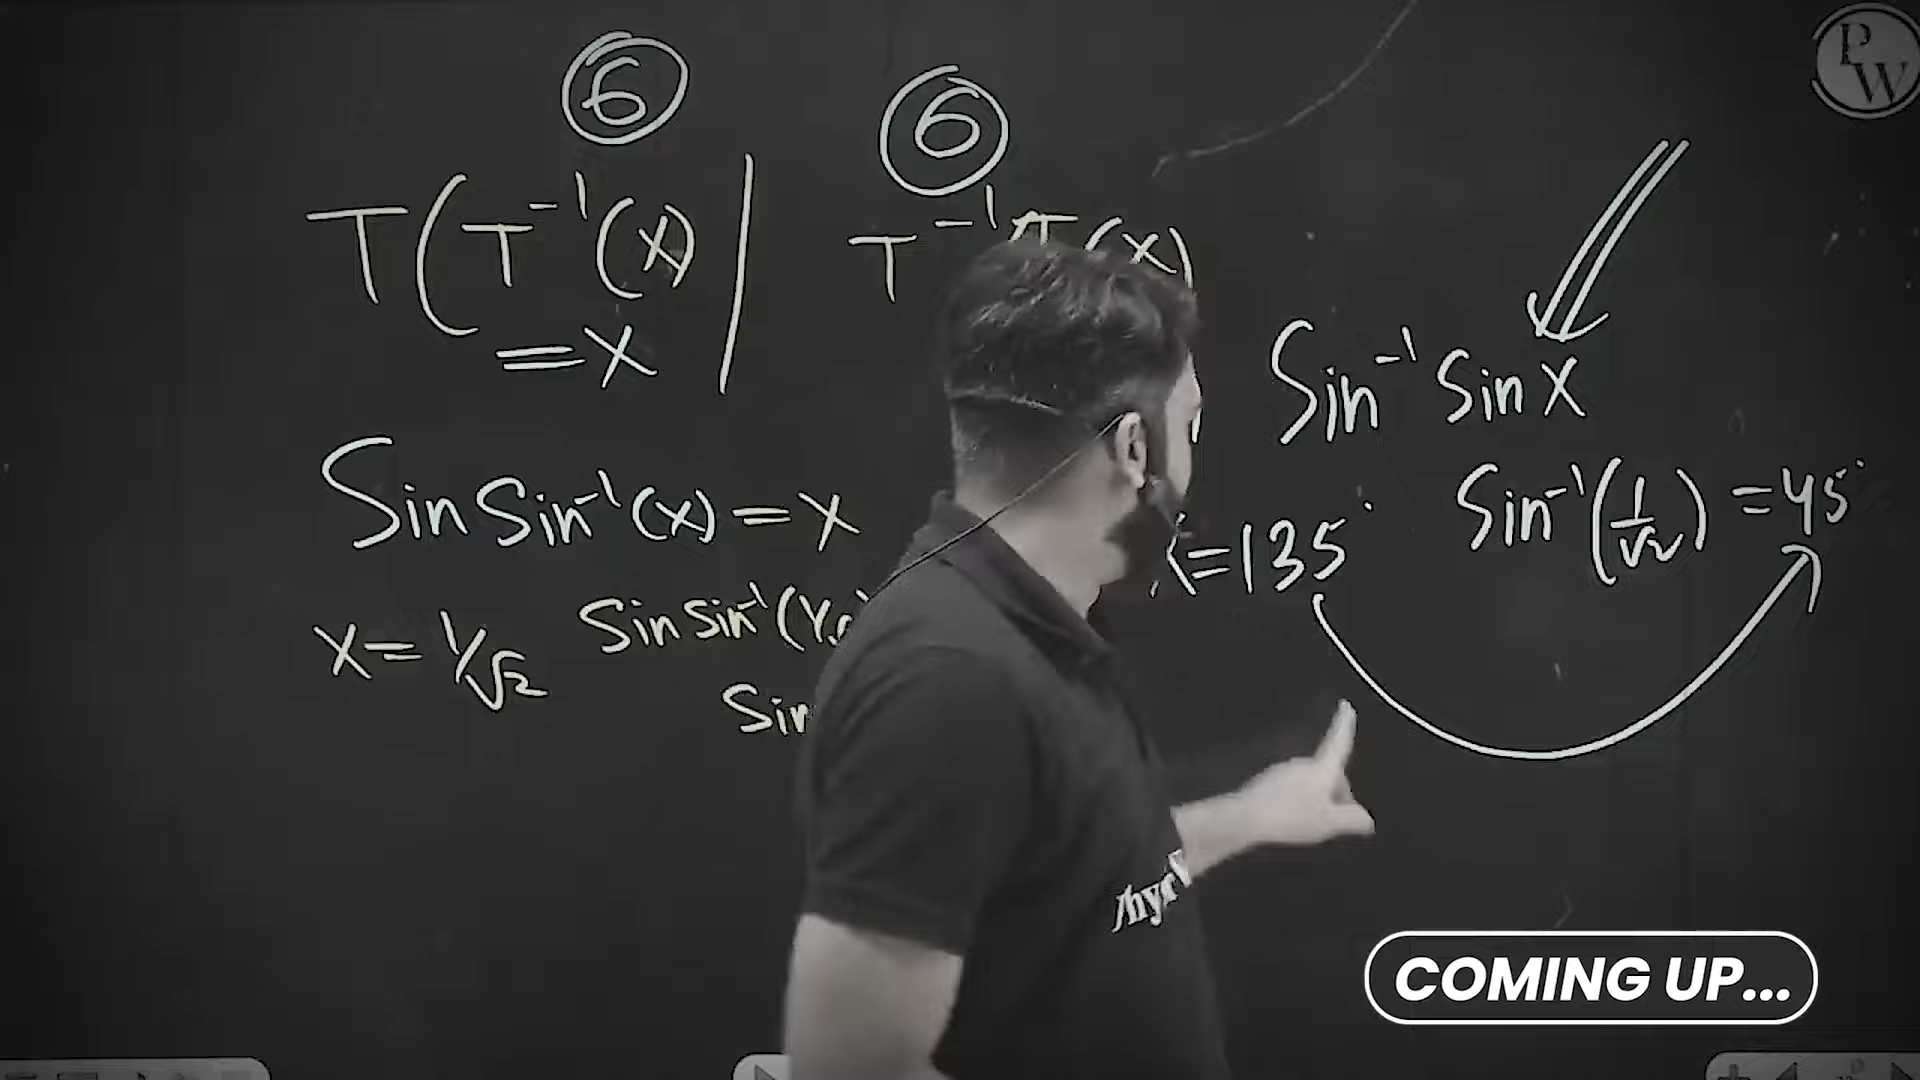 P
W
⑥ ⑥
T(T⁻¹(x) | T⁻¹ T(x)
=x
Sin⁻¹ Sin x
Sin Sin⁻¹(x) = x
=135° Sin⁻¹(1/√2) = 45°
x = 1/√2 Sin Sin⁻¹(
Sin
COMING UP...